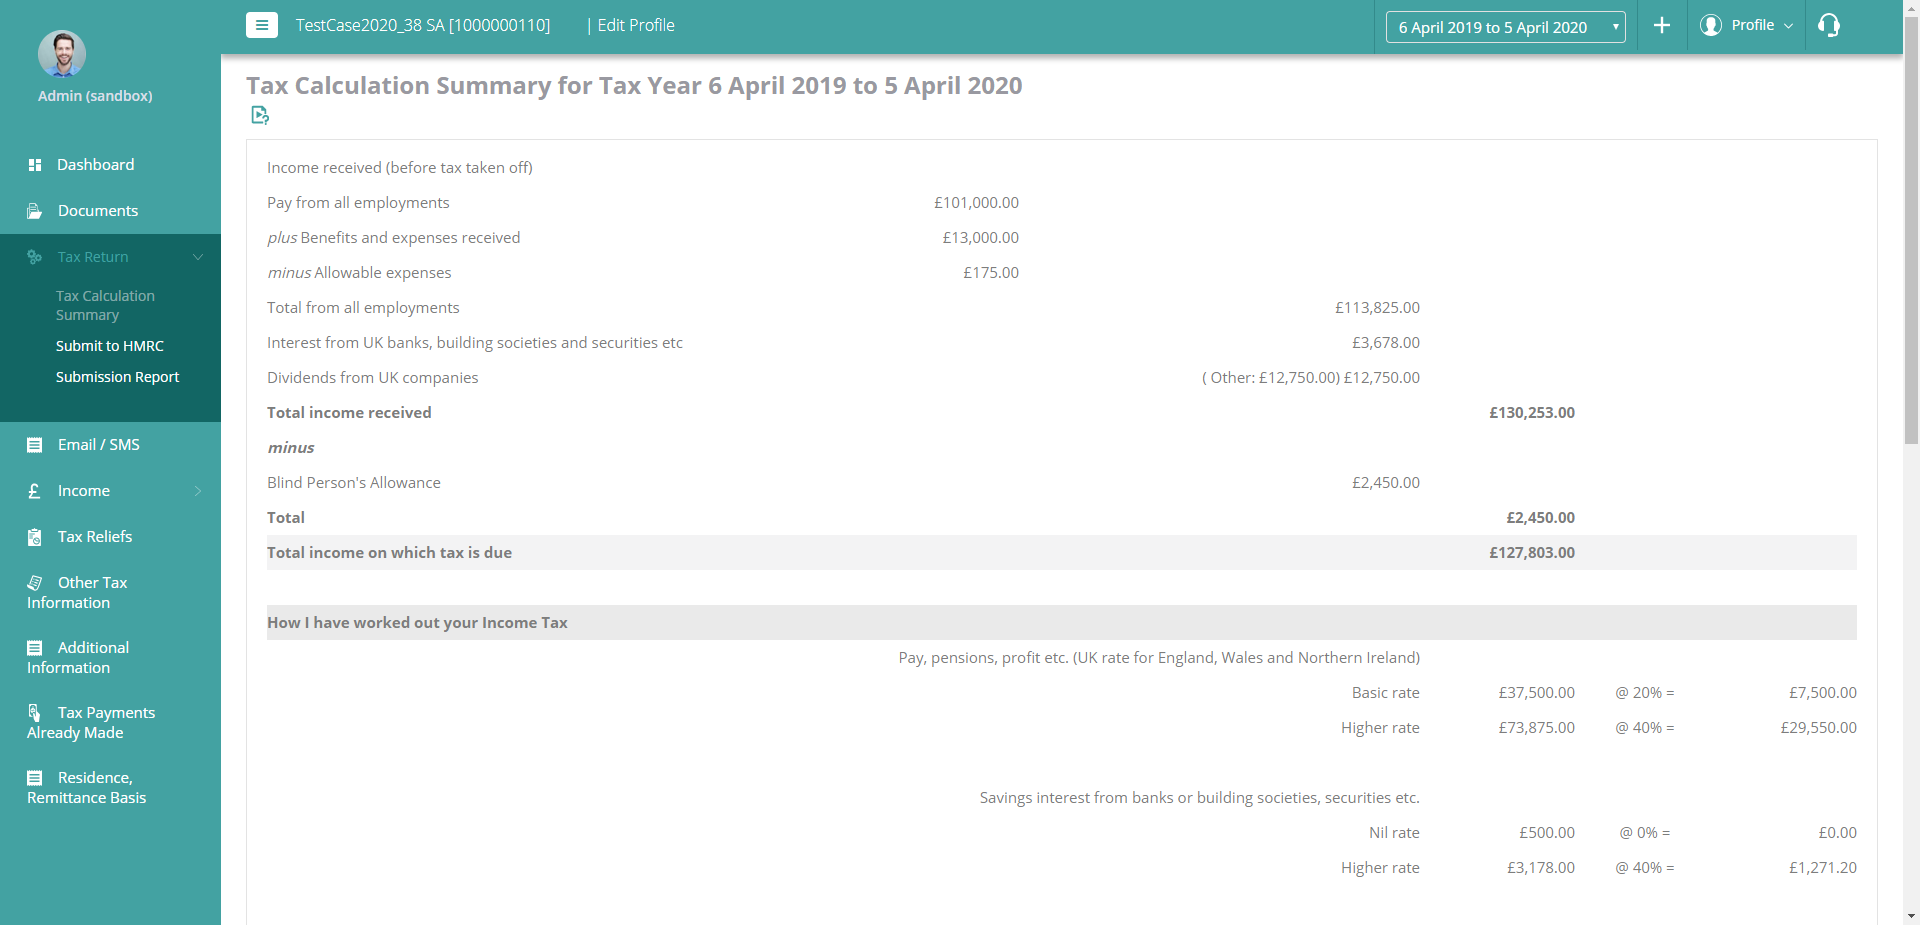 TestCase2020_38 SA [1000000110] | Edit Profile
6 April 2019 to 5 April 2020
Profile
Admin (sandbox)
Dashboard
Documents
Tax Return
Tax Calculation
Summary
Submit to HMRC
Submission Report
Email / SMS
£ Income
Tax Reliefs
Other Tax
Information
Additional
Information
Tax Payments
Already Made
Residence,
Remittance Basis
Tax Calculation Summary for Tax Year 6 April 2019 to 5 April 2020
Income received (before tax taken off)
Pay from all employments £101,000.00
plus Benefits and expenses received £13,000.00
minus Allowable expenses £175.00
Total from all employments £113,825.00
Interest from UK banks, building societies and securities etc £3,678.00
Dividends from UK companies ( Other: £12,750.00) £12,750.00
Total income received £130,253.00
minus
Blind Person's Allowance £2,450.00
Total £2,450.00
Total income on which tax is due £127,803.00
How I have worked out your Income Tax
Pay, pensions, profit etc. (UK rate for England, Wales and Northern Ireland)
Basic rate £37,500.00 @ 20% = £7,500.00
Higher rate £73,875.00 @ 40% = £29,550.00
Savings interest from banks or building societies, securities etc.
Nil rate £500.00 @ 0% = £0.00
Higher rate £3,178.00 @ 40% = £1,271.20